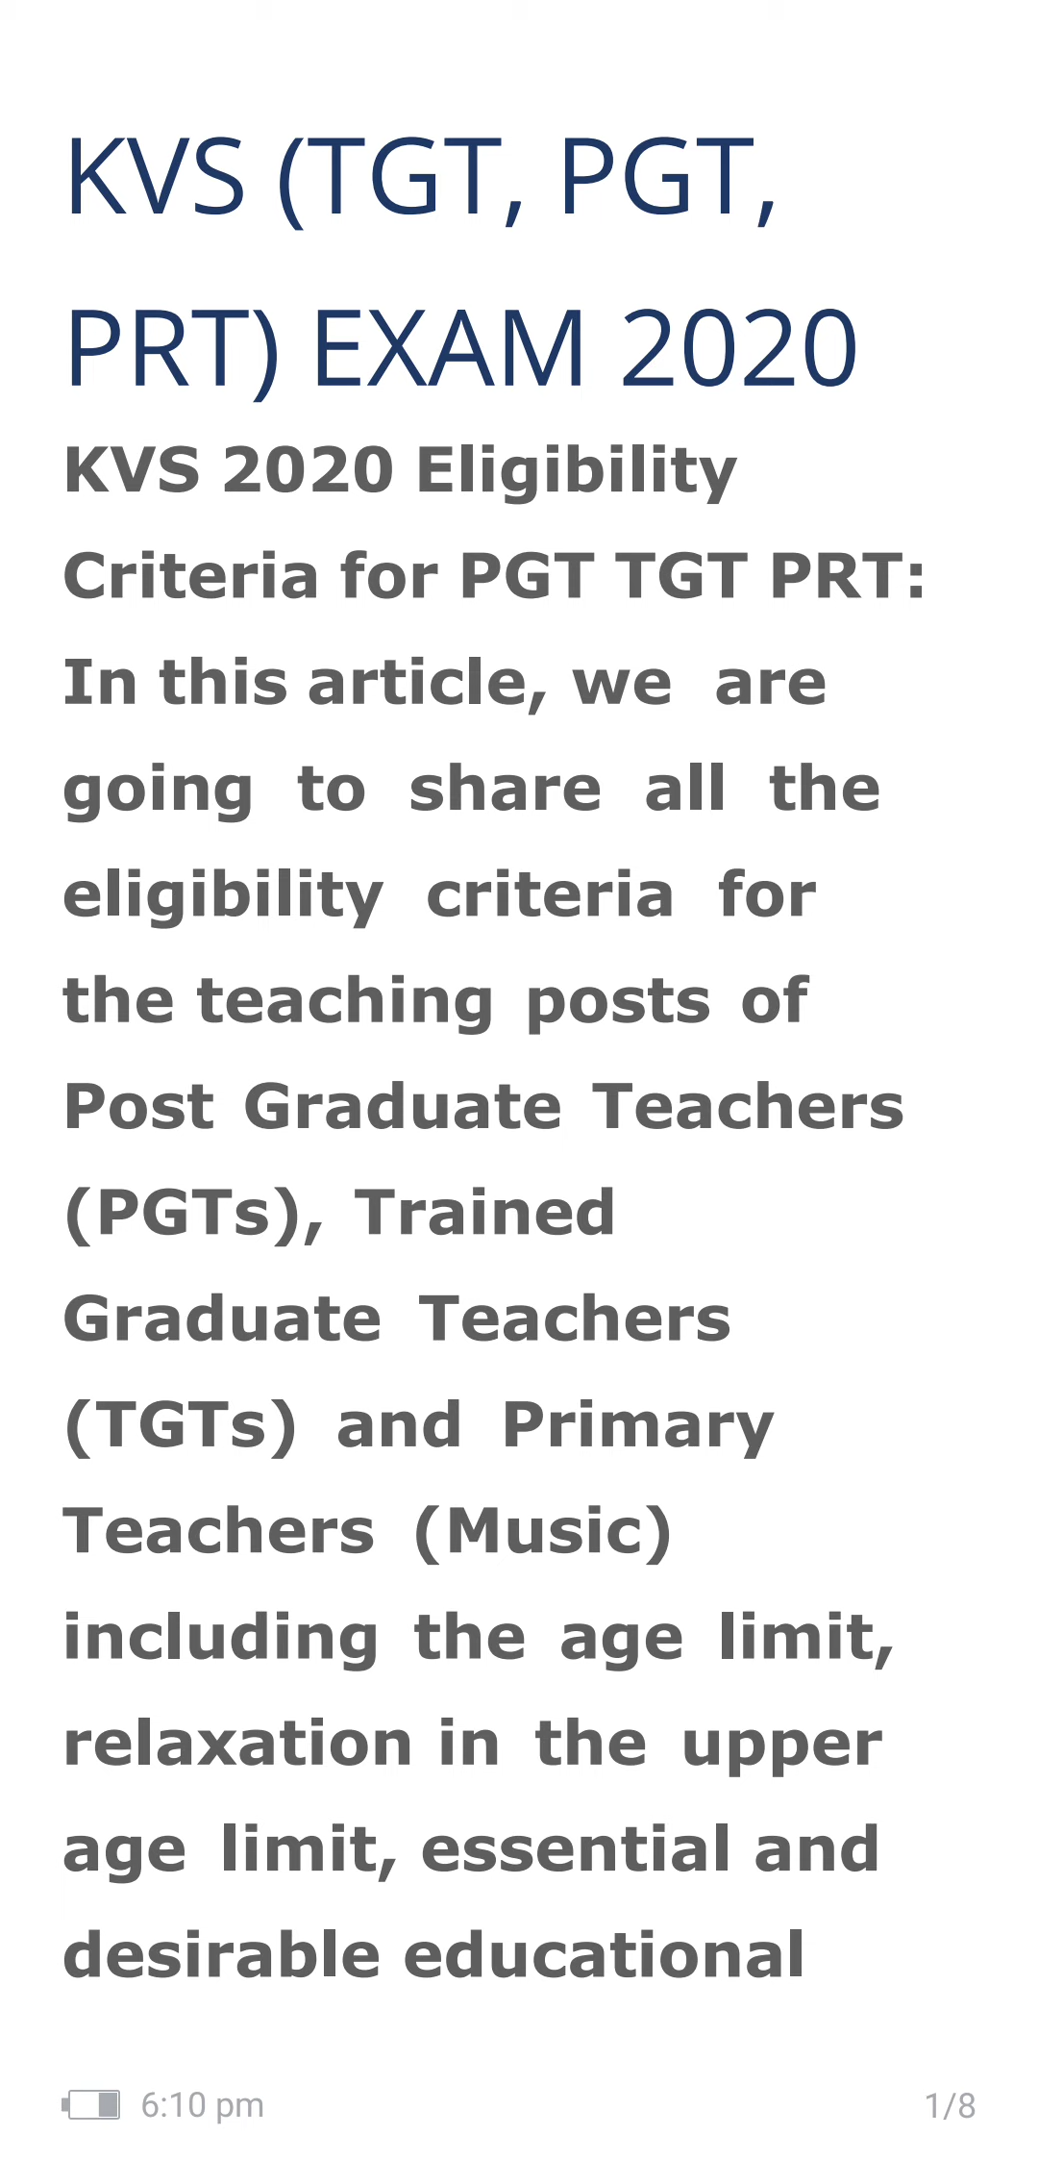 KVS (TGT, PGT,
PRT) EXAM 2020
KVS 2020 Eligibility
Criteria for PGT TGT PRT:
In this article, we are
going to share all the
eligibility criteria for
the teaching posts of
Post Graduate Teachers
(PGTs), Trained
Graduate Teachers
(TGTs) and Primary
Teachers (Music)
including the age limit,
relaxation in the upper
age limit, essential and
desirable educational
6:10 pm 1/8